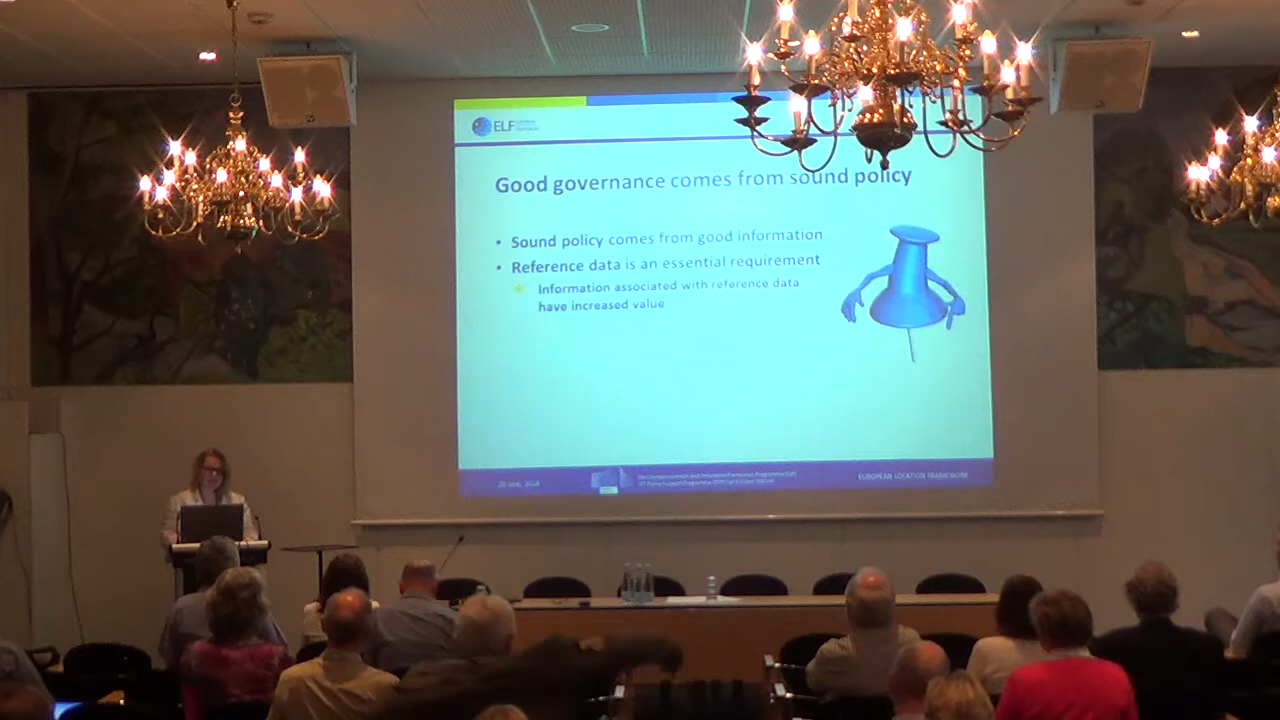 ELF
Good governance comes from sound policy
• Sound policy comes from good information
• Reference data is an essential requirement
Information associated with reference data
have increased value
EUROPEAN LOCATION FRAMEWORK